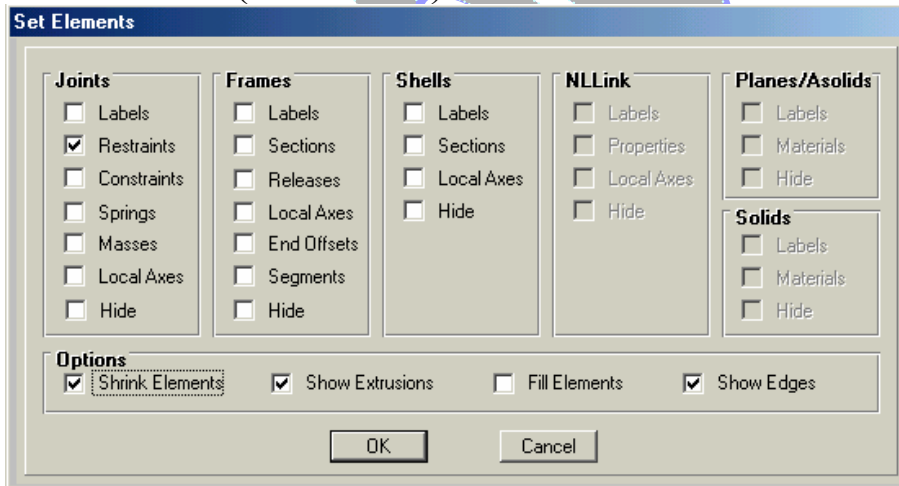 Set Elements
Joints
Labels
Restraints
Constraints
Springs
Masses
Local Axes
Hide
Frames
Labels
Sections
Releases
Local Axes
End Offsets
Segments
Hide
Shells
Labels
Sections
Local Axes
Hide
NLLink
Labels
Properties
Local Axes
Hide
Planes/Asolids
Labels
Materials
Hide
Solids
Labels
Materials
Hide
Options
Shrink Elements
Show Extrusions
Fill Elements
Show Edges
OK
Cancel